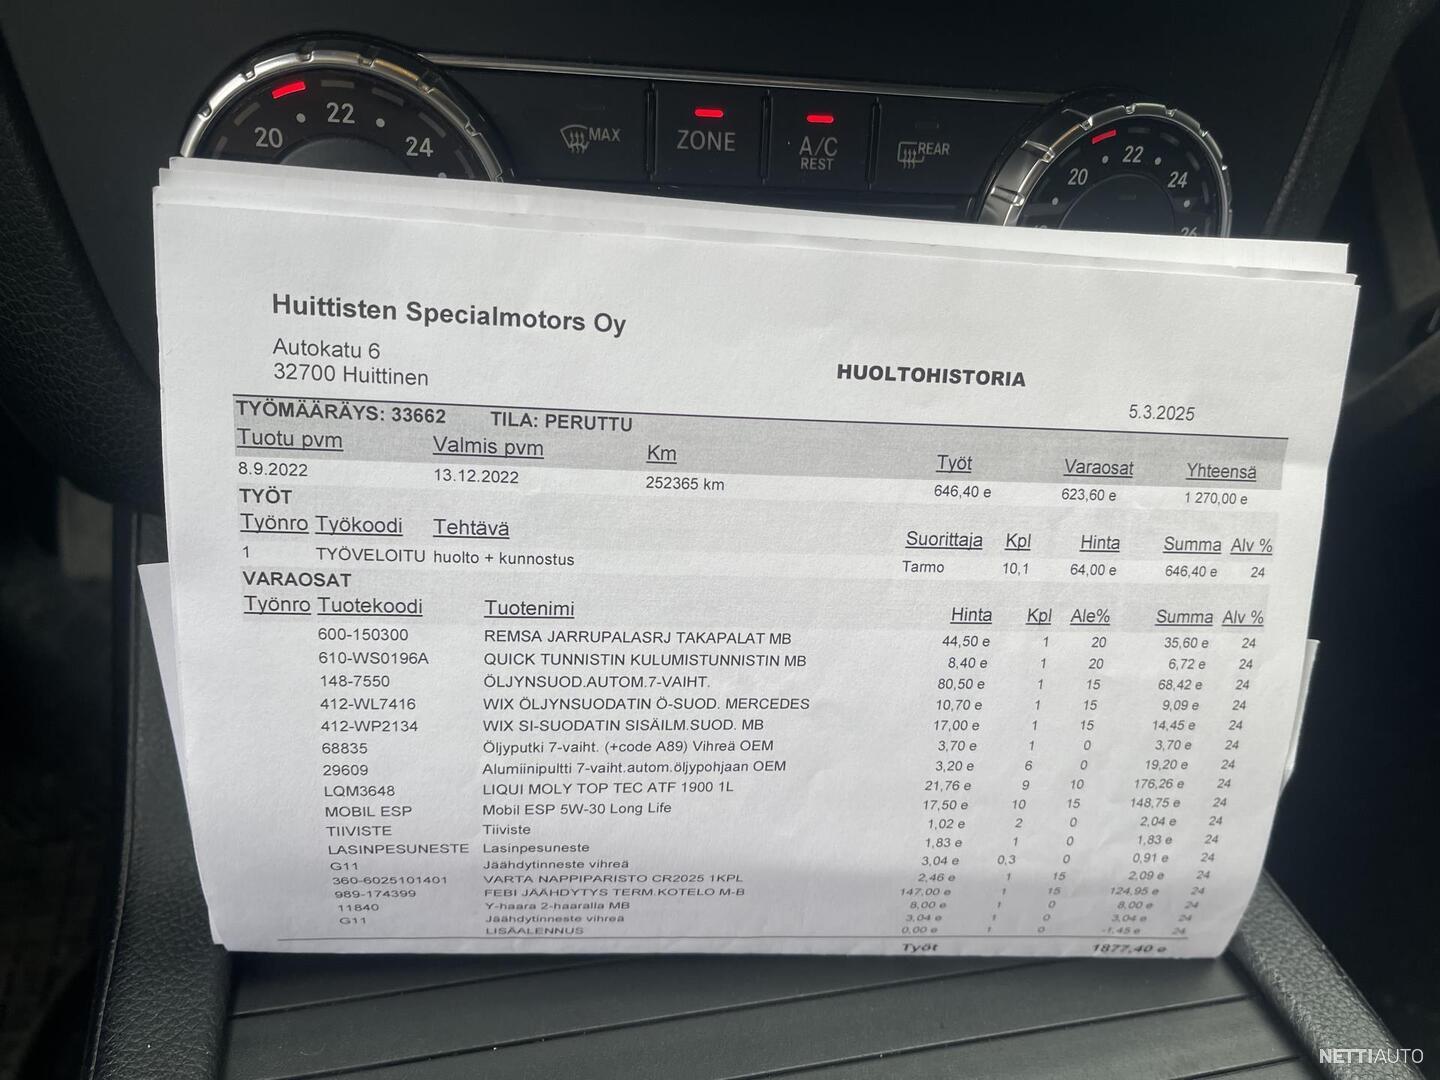 20 • 22 • 24
MAX
ZONE
A/C
REST
REAR
20 • 22 • 24
26
Huittisten Specialmotors Oy
Autokatu 6
32700 Huittinen
HUOLTOHISTORIA
5.3.2025
TYÖMÄÄRÄYS: 33662 TILA: PERUTTU
Tuotu pvm Valmis pvm Km Työt Varaosat Yhteensä
8.9.2022 13.12.2022 252365 km 646,40 e 623,60 e 1 270,00 e
TYÖT
Työnro Työkoodi Tehtävä Suorittaja Kpl Hinta Summa Alv %
1 TYÖVELOITU huolto + kunnostus Tarmo 10,1 64,00 e 646,40 e 24
VARAOSAT
Työnro Tuotekoodi Tuotenimi Hinta Kpl Ale% Summa Alv %
600-150300 REMSA JARRUPALASRJ TAKAPALAT MB 44,50 e 1 20 35,60 e 24
610-WS0196A QUICK TUNNISTIN KULUMISTUNNISTIN MB 8,40 e 1 20 6,72 e 24
148-7550 ÖLJYNSUOD.AUTOM.7-VAIHT. 80,50 e 1 15 68,42 e 24
412-WL7416 WIX ÖLJYNSUODATIN Ö-SUOD. MERCEDES 10,70 e 1 15 9,09 e 24
412-WP2134 WIX SI-SUODATIN SISÄILM.SUOD. MB 17,00 e 1 15 14,45 e 24
68835 Öljyputki 7-vaiht. (+code A89) Vihreä OEM 3,70 e 1 0 3,70 e 24
29609 Alumiinipultti 7-vaiht.autom.öljypohjaan OEM 3,20 e 6 0 19,20 e 24
LQM3648 LIQUI MOLY TOP TEC ATF 1900 1L 21,76 e 9 10 176,26 e 24
MOBIL ESP Mobil ESP 5W-30 Long Life 17,50 e 10 15 148,75 e 24
TIIVISTE Tiiviste 1,02 e 2 0 2,04 e 24
LASINPESUNESTE Lasinpesuneste 1,83 e 1 0 1,83 e 24
G11 Jäähdytinneste vihreä 3,04 e 0,3 0 0,91 e 24
360-6025101401 VARTA NAPPIPARISTO CR2025 1KPL 2,46 e 1 15 2,09 e 24
989-174399 FEBI JÄÄHDYTYS TERM.KOTELO M-B 147,00 e 1 15 124,95 e 24
11840 Y-haara 2-haaralla MB 8,00 e 1 0 8,00 e 24
G11 Jäähdytinneste vihreä 3,04 e 1 0 3,04 e 24
LISÄALENNUS 0,00 e 1 0 -1,45 e 24
Työt 1877,40 e
NETTIAUTO